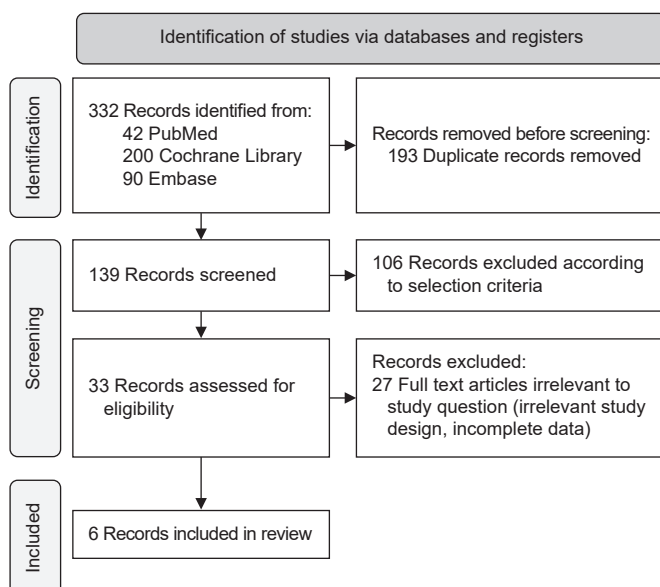 Identification of studies via databases and registers
Identification
332 Records identified from:
42 PubMed
200 Cochrane Library
90 Embase
Records removed before screening:
193 Duplicate records removed
Screening
139 Records screened
106 Records excluded according
to selection criteria
33 Records assessed for
eligibility
Records excluded:
27 Full text articles irrelevant to
study question (irrelevant study
design, incomplete data)
Included
6 Records included in review